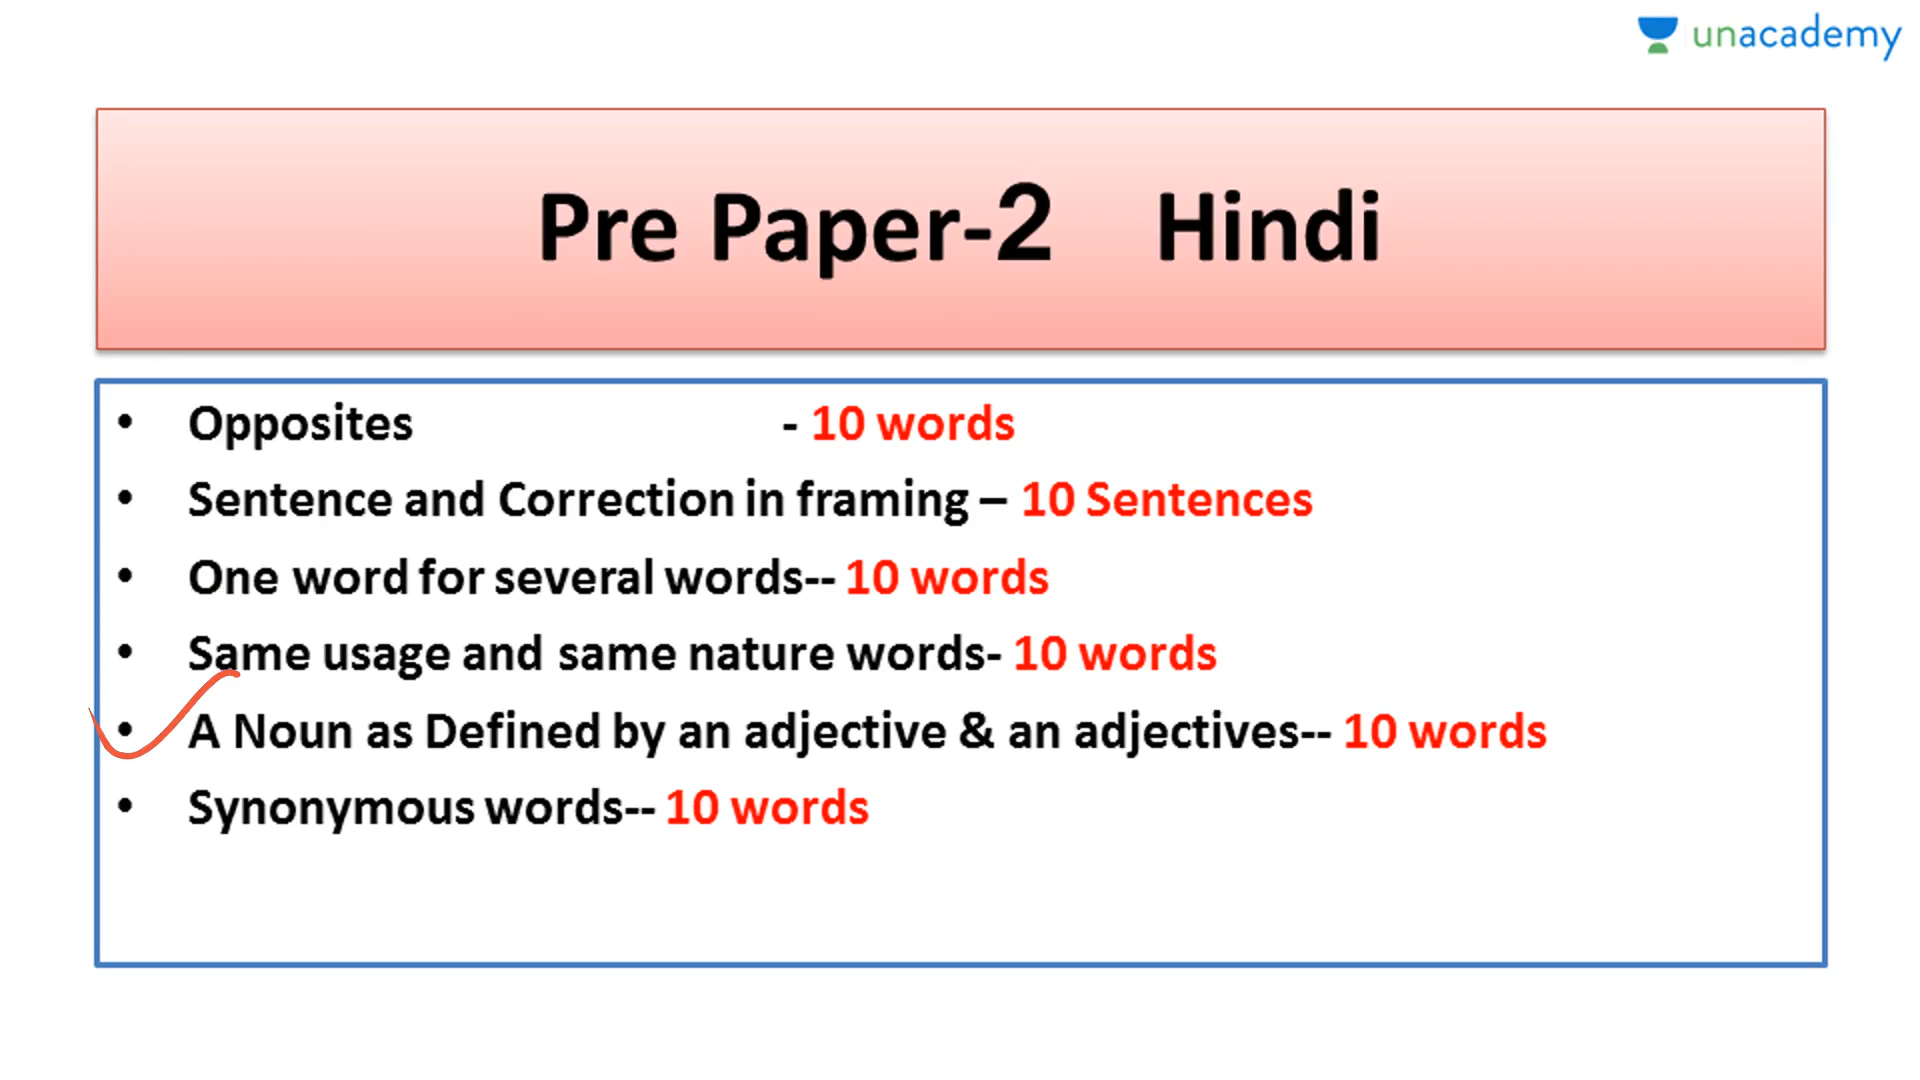 unacademy
Pre Paper-2 Hindi
• Opposites - 10 words
• Sentence and Correction in framing – 10 Sentences
• One word for several words-- 10 words
• Same usage and same nature words- 10 words
• A Noun as Defined by an adjective & an adjectives-- 10 words
• Synonymous words-- 10 words